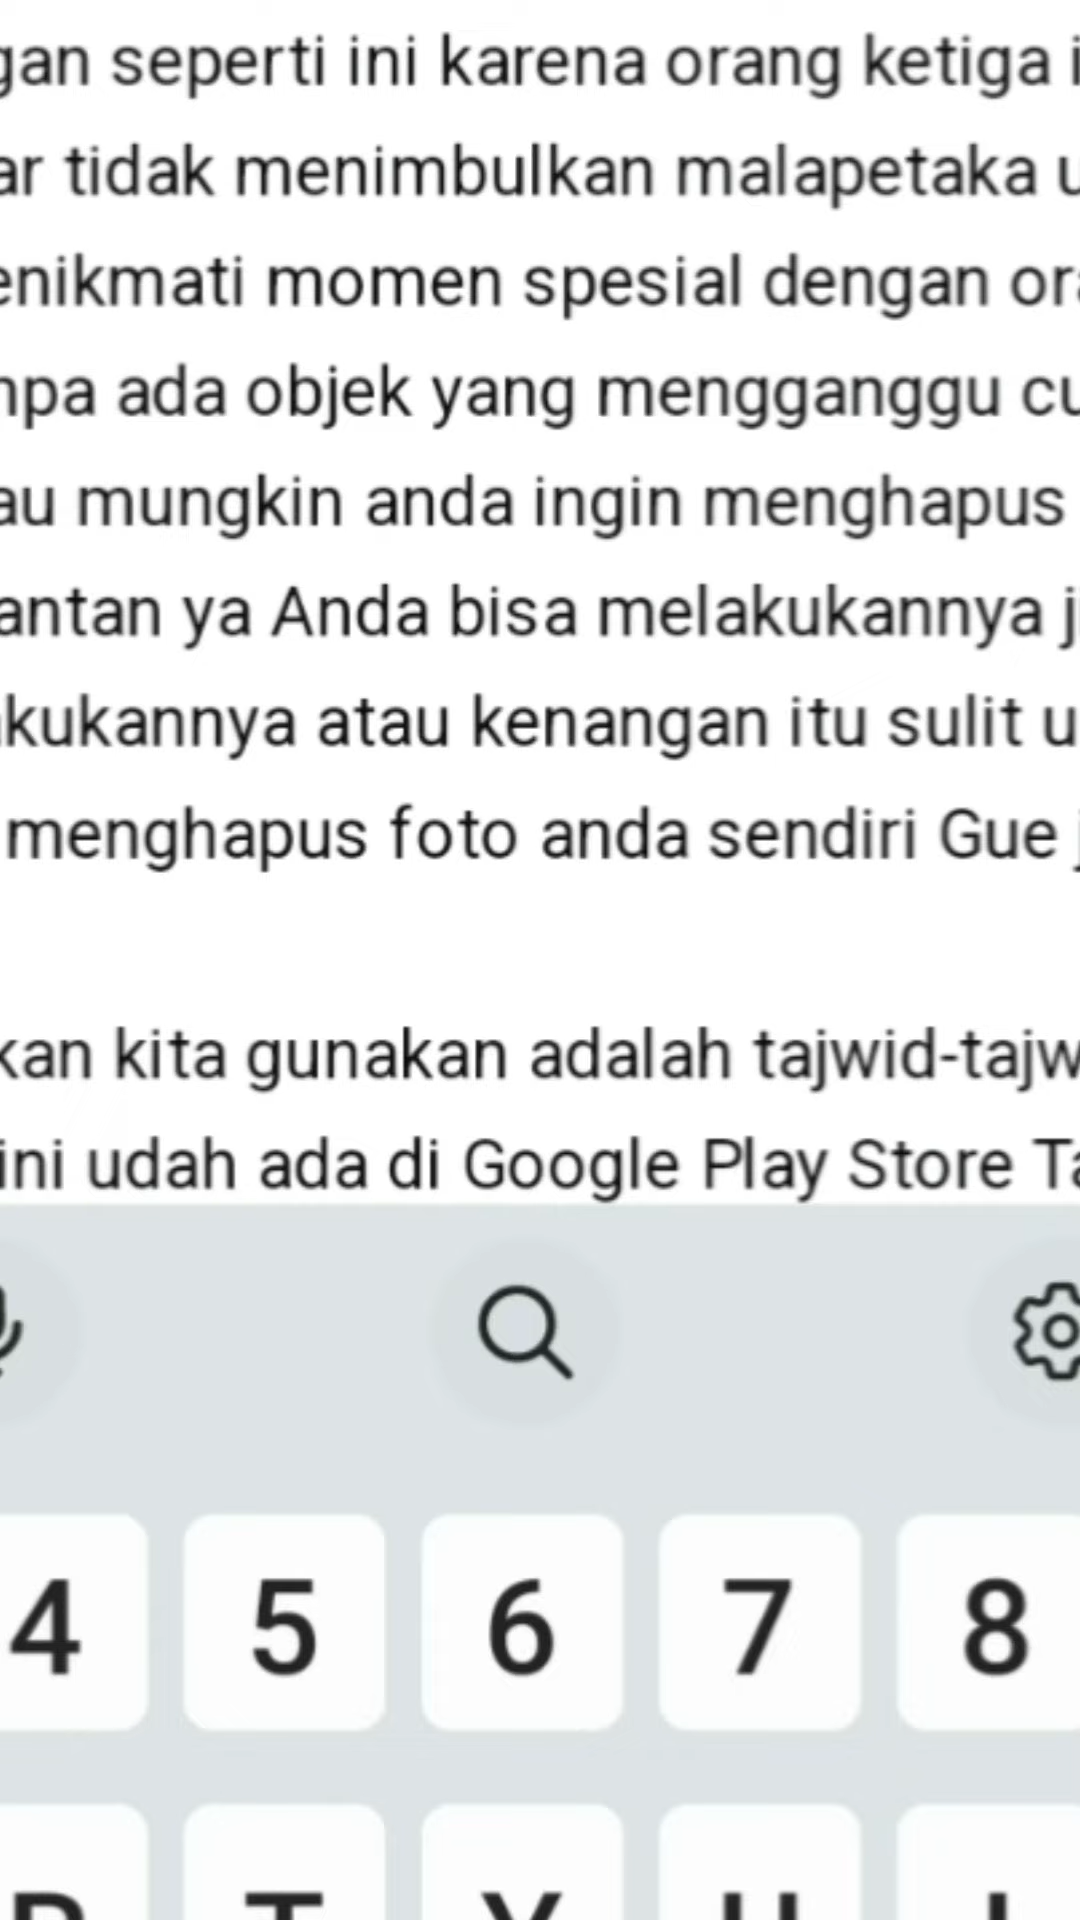 gan seperti ini karena orang ketiga i
ar tidak menimbulkan malapetaka u
enikmati momen spesial dengan ora
npa ada objek yang mengganggu cu
au mungkin anda ingin menghapus
antan ya Anda bisa melakukannya j
kukannya atau kenangan itu sulit u
menghapus foto anda sendiri Gue j
kan kita gunakan adalah tajwid-tajw
ini udah ada di Google Play Store Ta
4 5 6 7 8
R T Y U I